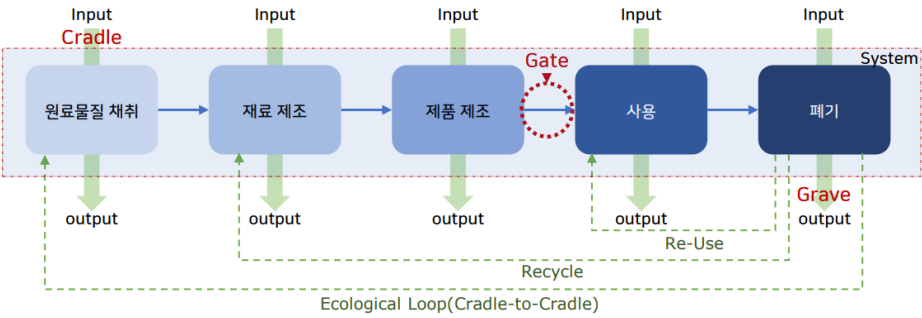 Input
Input
Input
Input
Input
Cradle
Gate
System
원료물질 채취
재료 제조
제품 제조
사용
폐기
Grave
output
output
output
output
output
Re-Use
Recycle
Ecological Loop(Cradle-to-Cradle)